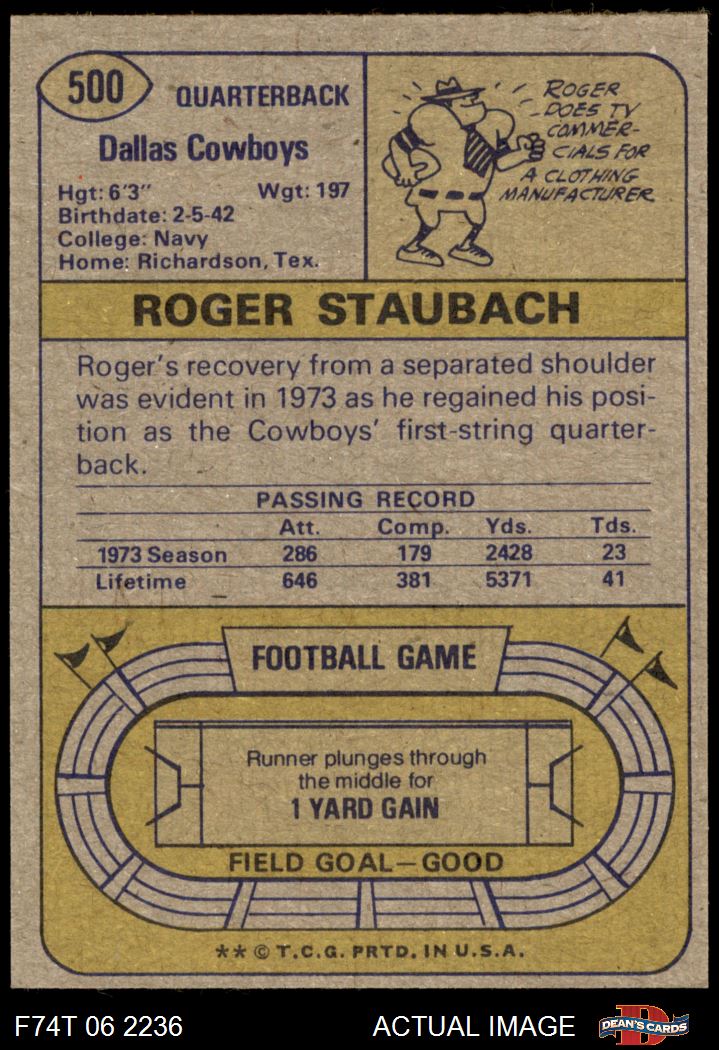 500
QUARTERBACK
Dallas Cowboys
Hgt: 6'3" Wgt: 197
Birthdate: 2-5-42
College: Navy
Home: Richardson, Tex.
ROGER
DOES TV
COMMER-
CIALS FOR
A CLOTHING
MANUFACTURER.
ROGER STAUBACH
Roger's recovery from a separated shoulder
was evident in 1973 as he regained his posi-
tion as the Cowboys' first-string quarter-
back.
PASSING RECORD
Att. Comp. Yds. Tds.
1973 Season 286 179 2428 23
Lifetime 646 381 5371 41
FOOTBALL GAME
Runner plunges through
the middle for
1 YARD GAIN
FIELD GOAL—GOOD
** © T.C.G. PRTD. IN U.S.A.
F74T 06 2236 ACTUAL IMAGE
D
DEAN'S CARDS